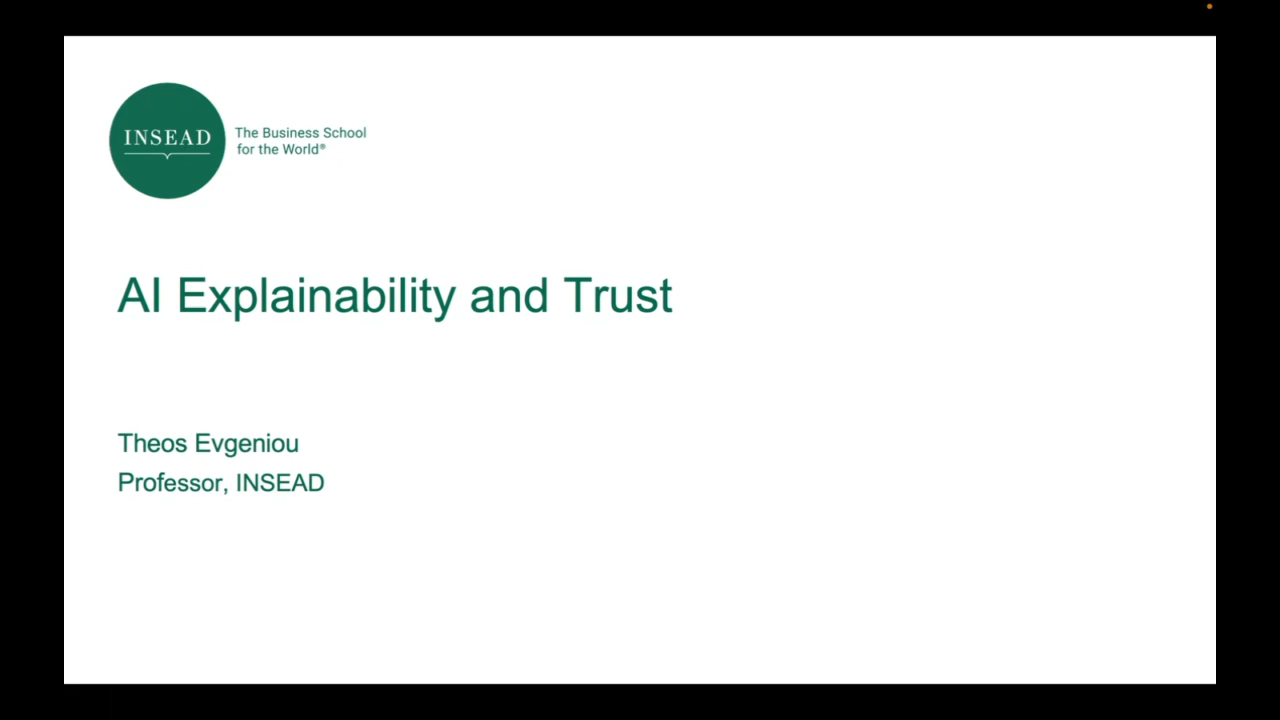 INSEAD
The Business School
for the World®
AI Explainability and Trust
Theos Evgeniou
Professor, INSEAD